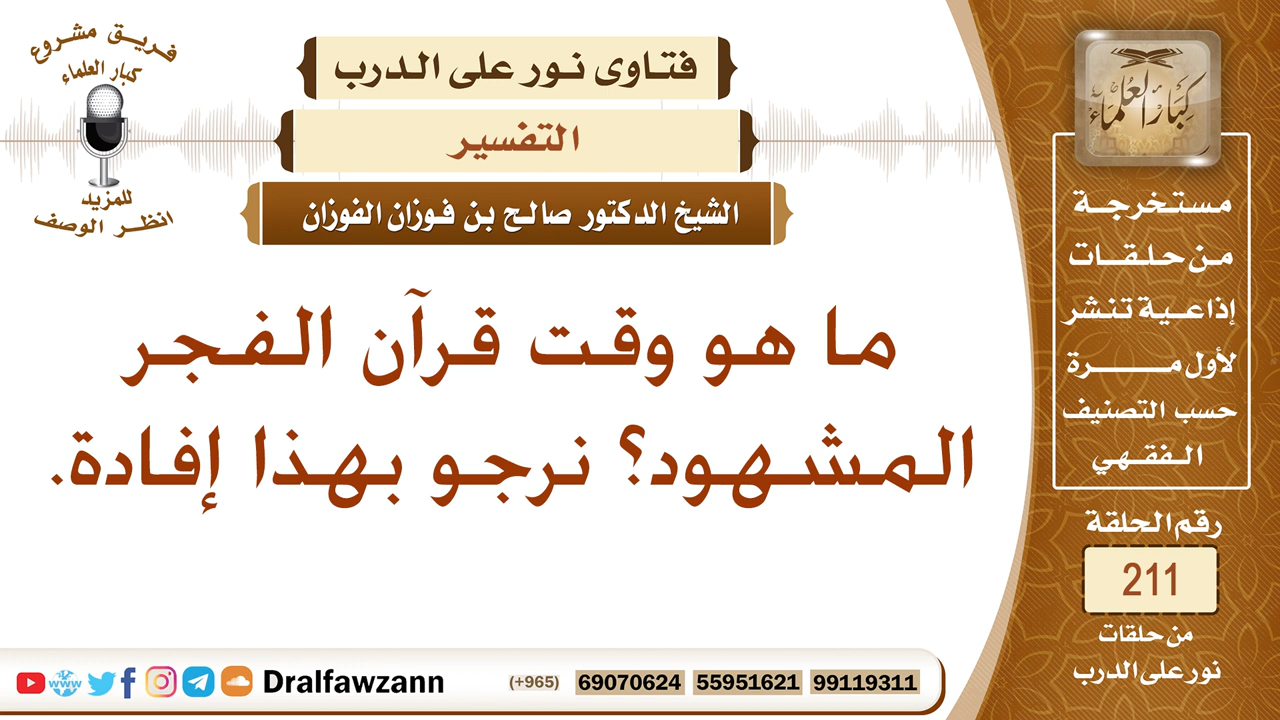 فريق مشروع
كبار العلماء
للمزيد
انظر الوصف
فتاوى نور على الدرب
التفسير
الشيخ الدكتور صالح بن فوزان الفوزان
ما هو وقت قرآن الفجر
المشهود؟ نرجو بهذا إفادة.
كبار العلماء
مستخرجة
من حلقات
إذاعية تنشر
لأول مرة
حسب التصنيف
الفقهي
رقم الحلقة
211
من حلقات
نور على الدرب
www
Dralfawzann
(+965) 69070624 55951621 99119311